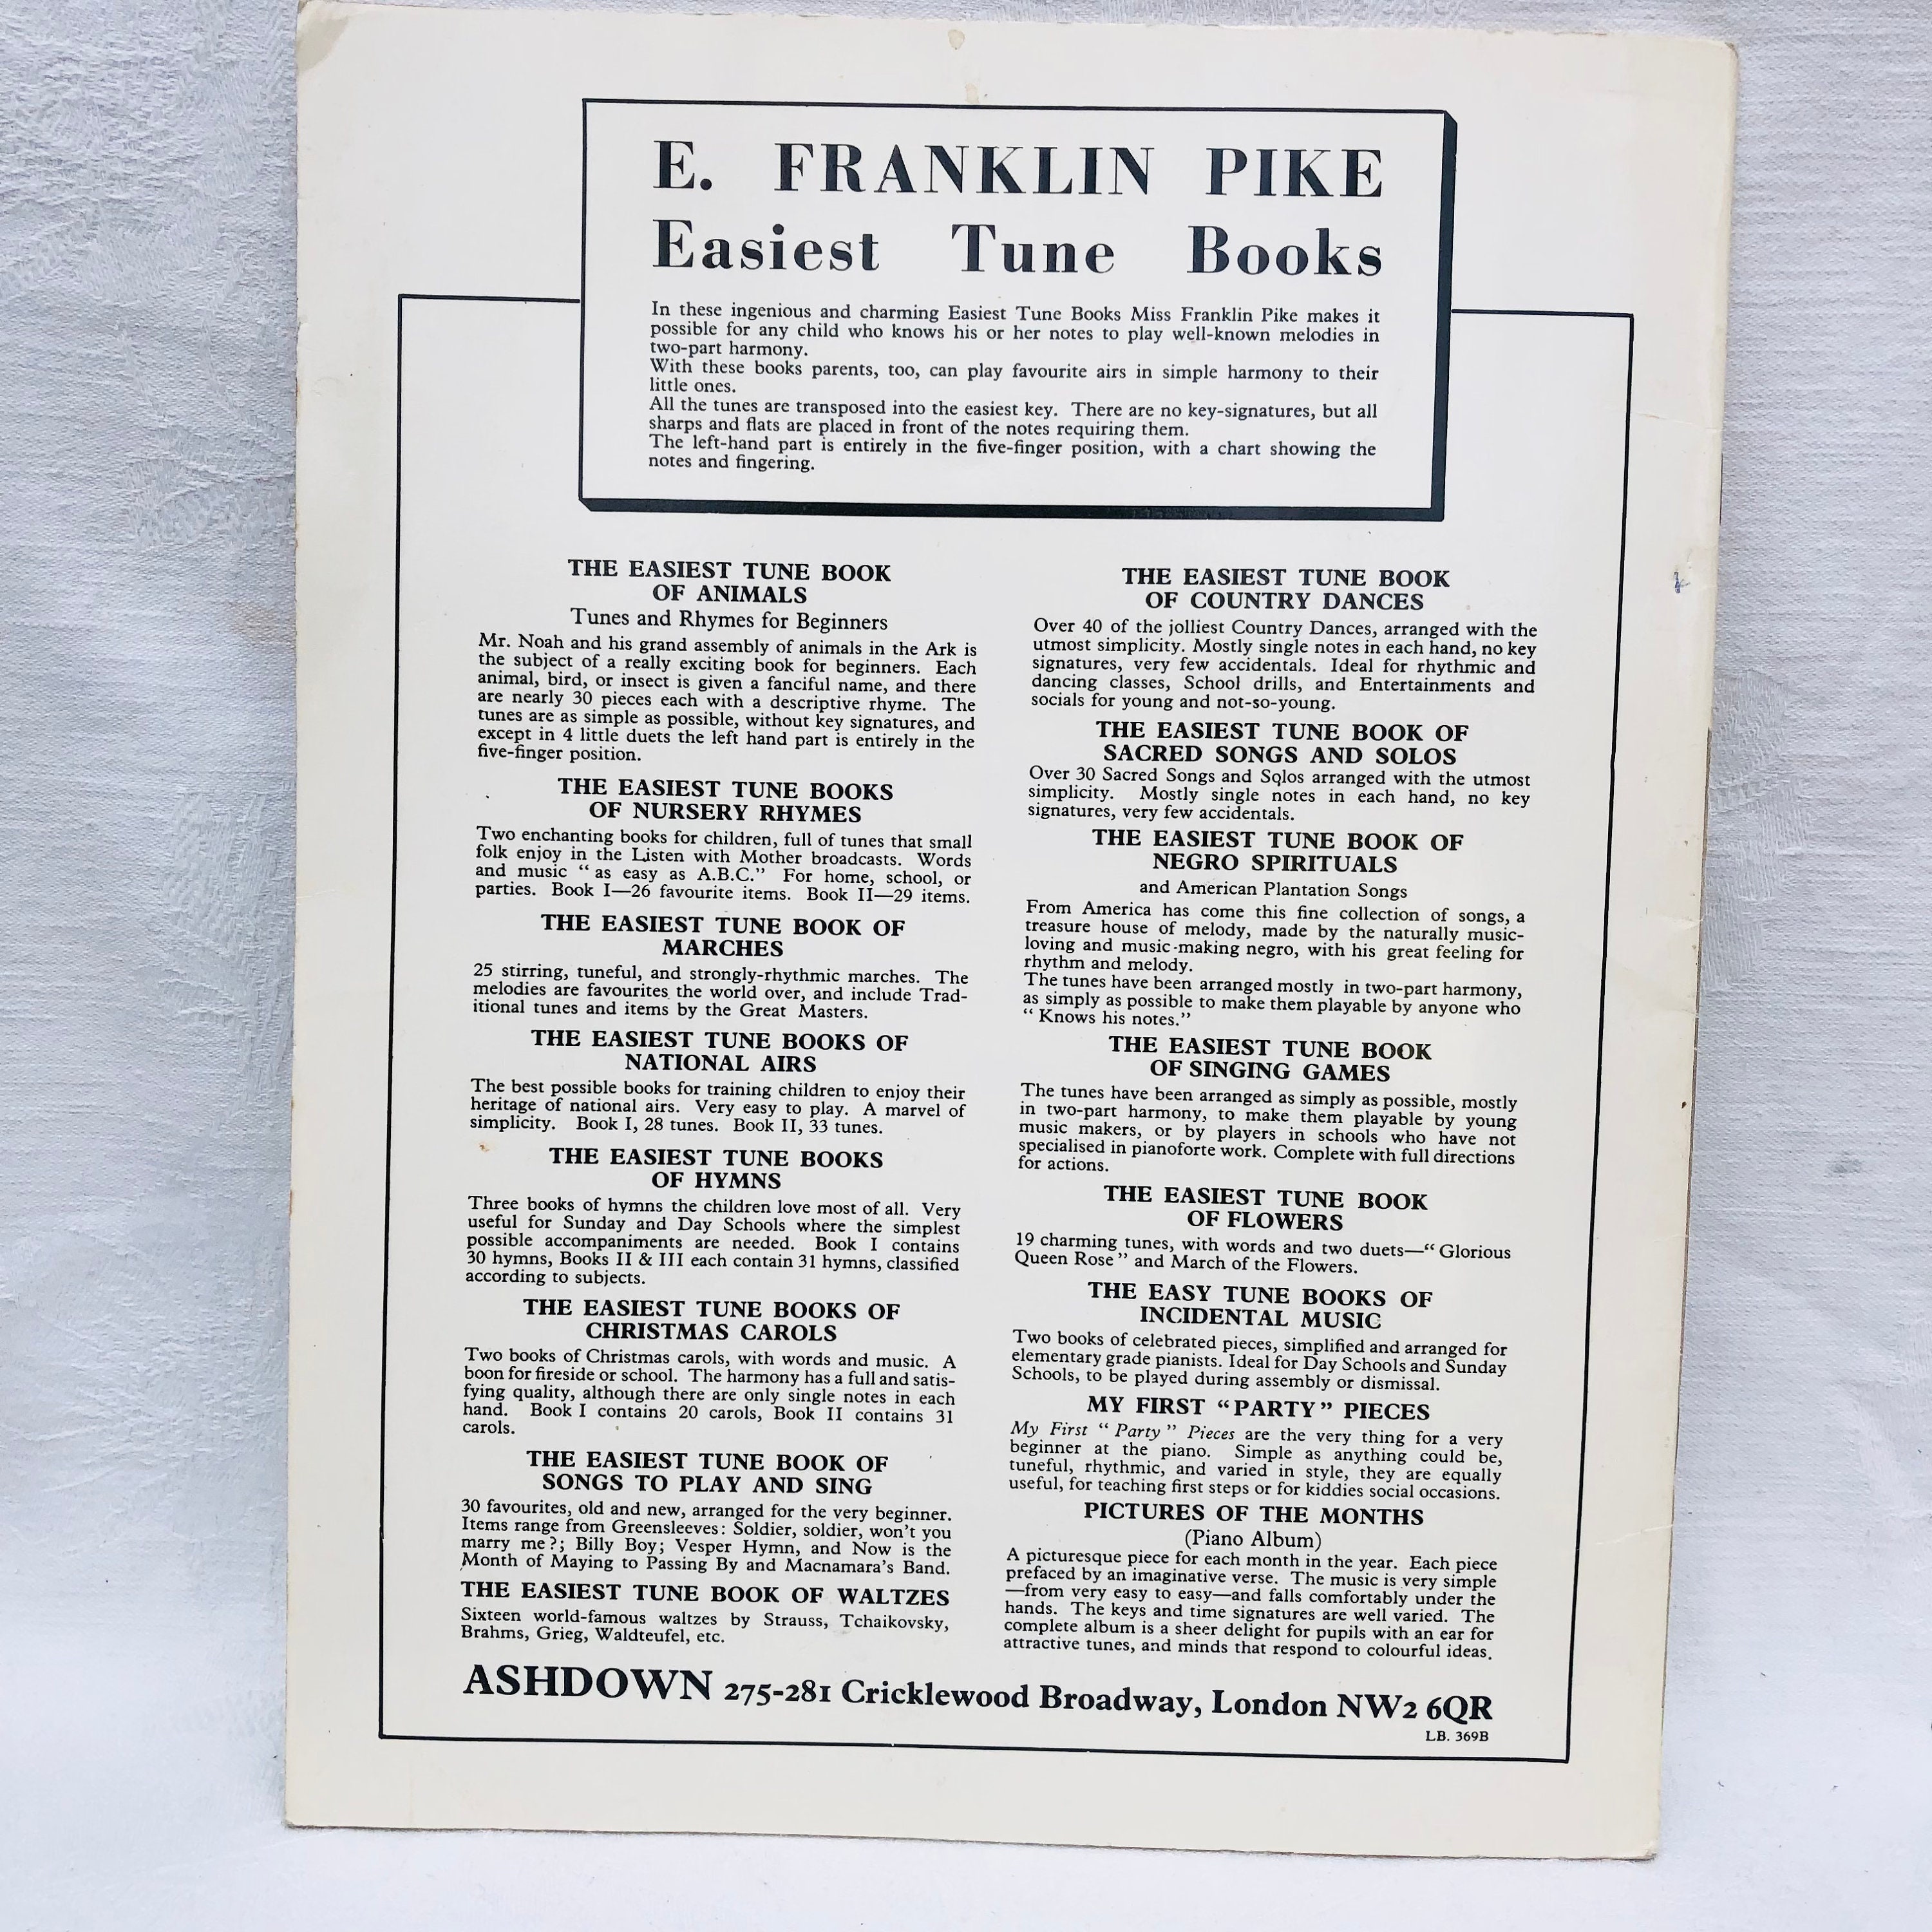 E. FRANKLIN PIKE
Easiest Tune Books
In these ingenious and charming Easiest Tune Books Miss Franklin Pike makes it
possible for any child who knows his or her notes to play well-known melodies in
two-part harmony.
With these books parents, too, can play favourite airs in simple harmony to their
little ones.
All the tunes are transposed into the easiest key. There are no key-signatures, but all
sharps and flats are placed in front of the notes requiring them.
The left-hand part is entirely in the five-finger position, with a chart showing the
notes and fingering.
THE EASIEST TUNE BOOK
OF ANIMALS
Tunes and Rhymes for Beginners
Mr. Noah and his grand assembly of animals in the Ark is
the subject of a really exciting book for beginners. Each
animal, bird, or insect is given a fanciful name, and there
are nearly 30 pieces each with a descriptive rhyme. The
tunes are as simple as possible, without key signatures, and
except in 4 little duets the left hand part is entirely in the
five-finger position.
THE EASIEST TUNE BOOKS
OF NURSERY RHYMES
Two enchanting books for children, full of tunes that small
folk enjoy in the Listen with Mother broadcasts. Words
and music “as easy as A.B.C.” For home, school, or
parties. Book I—26 favourite items. Book II—29 items.
THE EASIEST TUNE BOOK OF
MARCHES
25 stirring, tuneful, and strongly-rhythmic marches. The
melodies are favourites the world over, and include Trad-
itional tunes and items by the Great Masters.
THE EASIEST TUNE BOOKS OF
NATIONAL AIRS
The best possible books for training children to enjoy their
heritage of national airs. Very easy to play. A marvel of
simplicity. Book I, 28 tunes. Book II, 33 tunes.
THE EASIEST TUNE BOOKS
OF HYMNS
Three books of hymns the children love most of all. Very
useful for Sunday and Day Schools where the simplest
possible accompaniments are needed. Book I contains
30 hymns, Books II & III each contain 31 hymns, classified
according to subjects.
THE EASIEST TUNE BOOKS OF
CHRISTMAS CAROLS
Two books of Christmas carols, with words and music. A
boon for fireside or school. The harmony has a full and satis-
fying quality, although there are only single notes in each
hand. Book I contains 20 carols, Book II contains 31
carols.
THE EASIEST TUNE BOOK OF
SONGS TO PLAY AND SING
30 favourites, old and new, arranged for the very beginner.
Items range from Greensleeves: Soldier, soldier, won't you
marry me?; Billy Boy; Vesper Hymn, and Now is the
Month of Maying to Passing By and Macnamara's Band.
THE EASIEST TUNE BOOK OF WALTZES
Sixteen world-famous waltzes by Strauss, Tchaikovsky,
Brahms, Grieg, Waldteufel, etc.
THE EASIEST TUNE BOOK
OF COUNTRY DANCES
Over 40 of the jolliest Country Dances, arranged with the
utmost simplicity. Mostly single notes in each hand, no key
signatures, very few accidentals. Ideal for rhythmic and
dancing classes, School drills, and Entertainments and
socials for young and not-so-young.
THE EASIEST TUNE BOOK OF
SACRED SONGS AND SOLOS
Over 30 Sacred Songs and Solos arranged with the utmost
simplicity. Mostly single notes in each hand, no key
signatures, very few accidentals.
THE EASIEST TUNE BOOK OF
NEGRO SPIRITUALS
and American Plantation Songs
From America has come this fine collection of songs, a
treasure house of melody, made by the naturally music-
loving and music-making negro, with his great feeling for
rhythm and melody.
The tunes have been arranged mostly in two-part harmony,
as simply as possible to make them playable by anyone who
“Knows his notes.”
THE EASIEST TUNE BOOK
OF SINGING GAMES
The tunes have been arranged as simply as possible, mostly
in two-part harmony, to make them playable by young
music makers, or by players in schools who have not
specialised in pianoforte work. Complete with full directions
for actions.
THE EASIEST TUNE BOOK
OF FLOWERS
19 charming tunes, with words and two duets—“Glorious
Queen Rose” and March of the Flowers.
THE EASY TUNE BOOKS OF
INCIDENTAL MUSIC
Two books of celebrated pieces, simplified and arranged for
elementary grade pianists. Ideal for Day Schools and Sunday
Schools, to be played during assembly or dismissal.
MY FIRST “PARTY” PIECES
My First “Party” Pieces are the very thing for a very
beginner at the piano. Simple as anything could be,
tuneful, rhythmic, and varied in style, they are equally
useful, for teaching first steps or for kiddies social occasions.
PICTURES OF THE MONTHS
(Piano Album)
A picturesque piece for each month in the year. Each piece
prefaced by an imaginative verse. The music is very simple
—from very easy to easy—and falls comfortably under the
hands. The keys and time signatures are well varied. The
complete album is a sheer delight for pupils with an ear for
attractive tunes, and minds that respond to colourful ideas.
ASHDOWN 275-281 Cricklewood Broadway, London NW2 6QR
LB. 369B